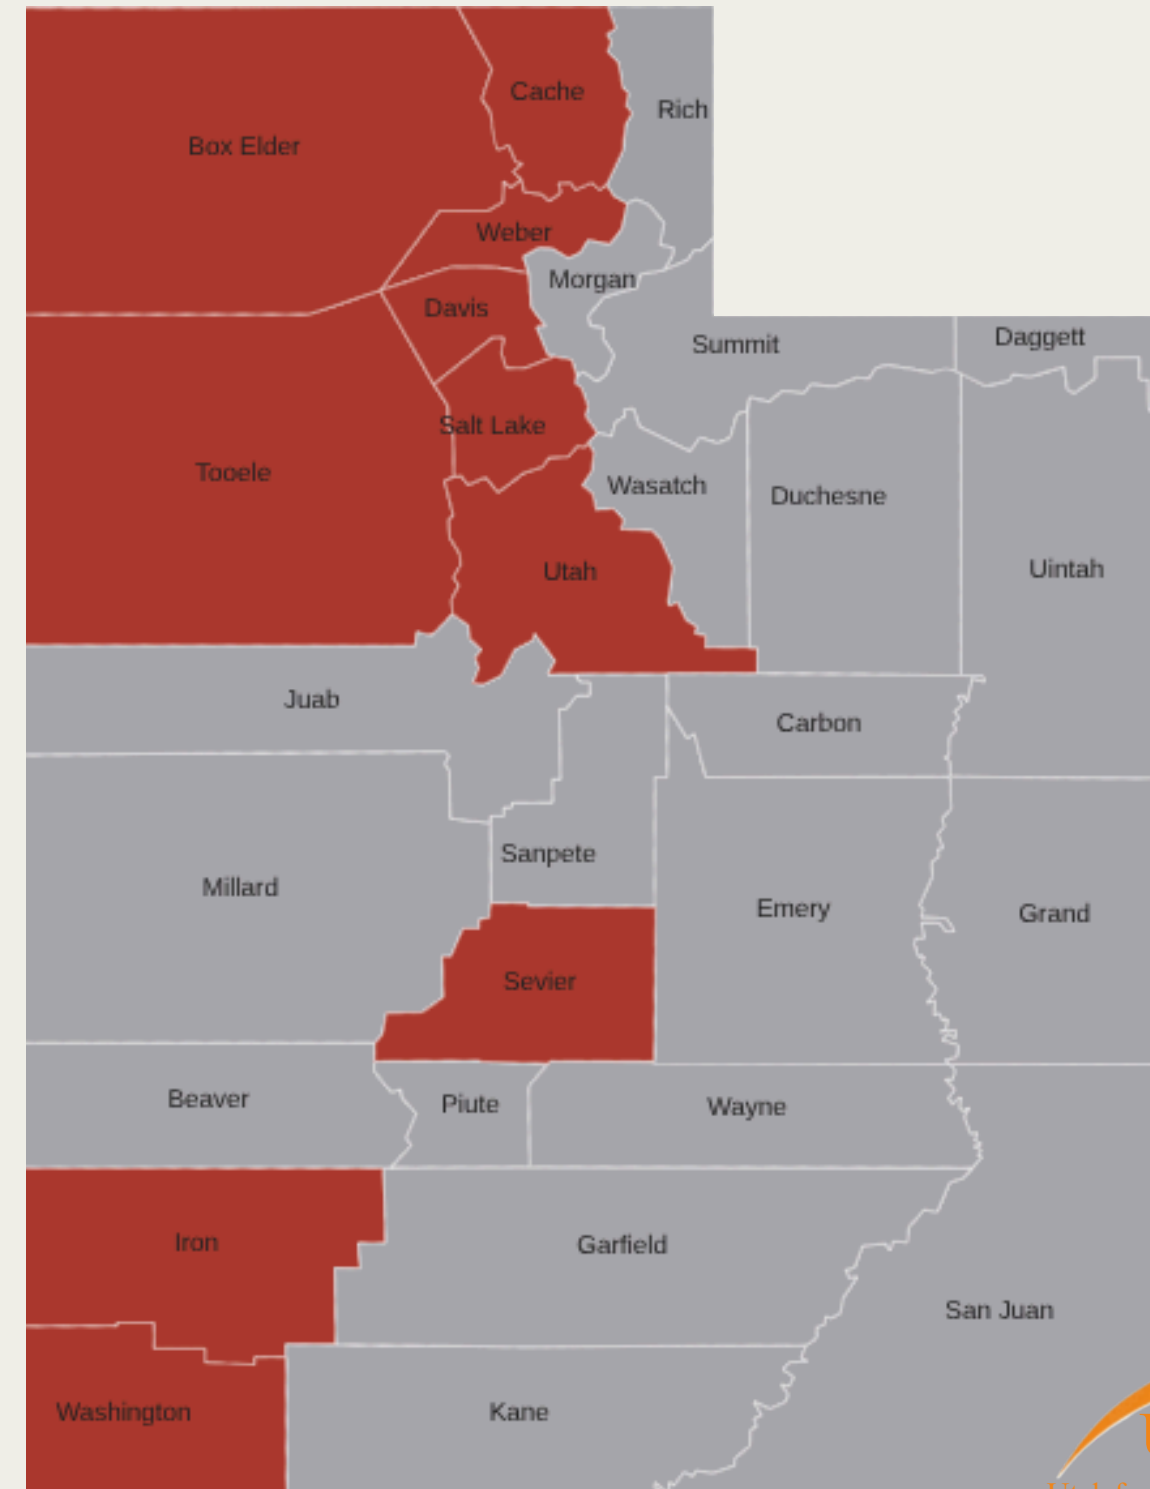 Cache
Rich
Box Elder
Weber
Morgan
Davis
Summit
Daggett
Salt Lake
Tooele
Wasatch
Duchesne
Utah
Uintah
Juab
Carbon
Sanpete
Millard
Emery
Grand
Sevier
Beaver
Piute
Wayne
Iron
Garfield
San Juan
Washington
Kane